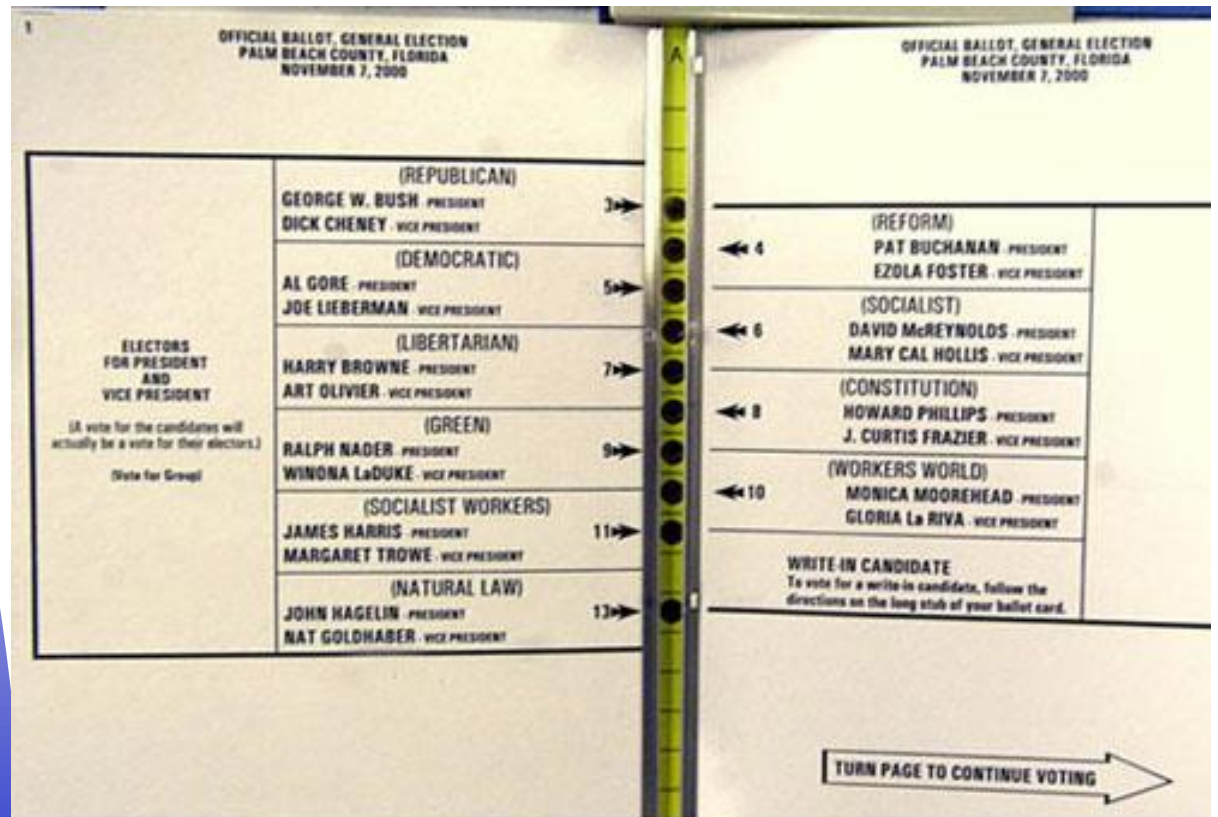 1
OFFICIAL BALLOT, GENERAL ELECTION
PALM BEACH COUNTY, FLORIDA
NOVEMBER 7, 2000
ELECTORS
FOR PRESIDENT
AND
VICE PRESIDENT
(A vote for the candidates will
actually be a vote for their electors.)
(Vote for Group)
(REPUBLICAN)
GEORGE W. BUSH - PRESIDENT 3
DICK CHENEY - VICE PRESIDENT
(DEMOCRATIC)
AL GORE - PRESIDENT 5
JOE LIEBERMAN - VICE PRESIDENT
(LIBERTARIAN)
HARRY BROWNE - PRESIDENT 7
ART OLIVIER - VICE PRESIDENT
(GREEN)
RALPH NADER - PRESIDENT 9
WINONA LaDUKE - VICE PRESIDENT
(SOCIALIST WORKERS)
JAMES HARRIS - PRESIDENT 11
MARGARET TROWE - VICE PRESIDENT
(NATURAL LAW)
JOHN HAGELIN - PRESIDENT 13
NAT GOLDHABER - VICE PRESIDENT
A
OFFICIAL BALLOT, GENERAL ELECTION
PALM BEACH COUNTY, FLORIDA
NOVEMBER 7, 2000
(REFORM)
4 PAT BUCHANAN - PRESIDENT
EZOLA FOSTER - VICE PRESIDENT
(SOCIALIST)
6 DAVID McREYNOLDS - PRESIDENT
MARY CAL HOLLIS - VICE PRESIDENT
(CONSTITUTION)
8 HOWARD PHILLIPS - PRESIDENT
J. CURTIS FRAZIER - VICE PRESIDENT
(WORKERS WORLD)
10 MONICA MOOREHEAD - PRESIDENT
GLORIA La RIVA - VICE PRESIDENT
WRITE-IN CANDIDATE
To vote for a write-in candidate, follow the
directions on the long stub of your ballot card.
TURN PAGE TO CONTINUE VOTING